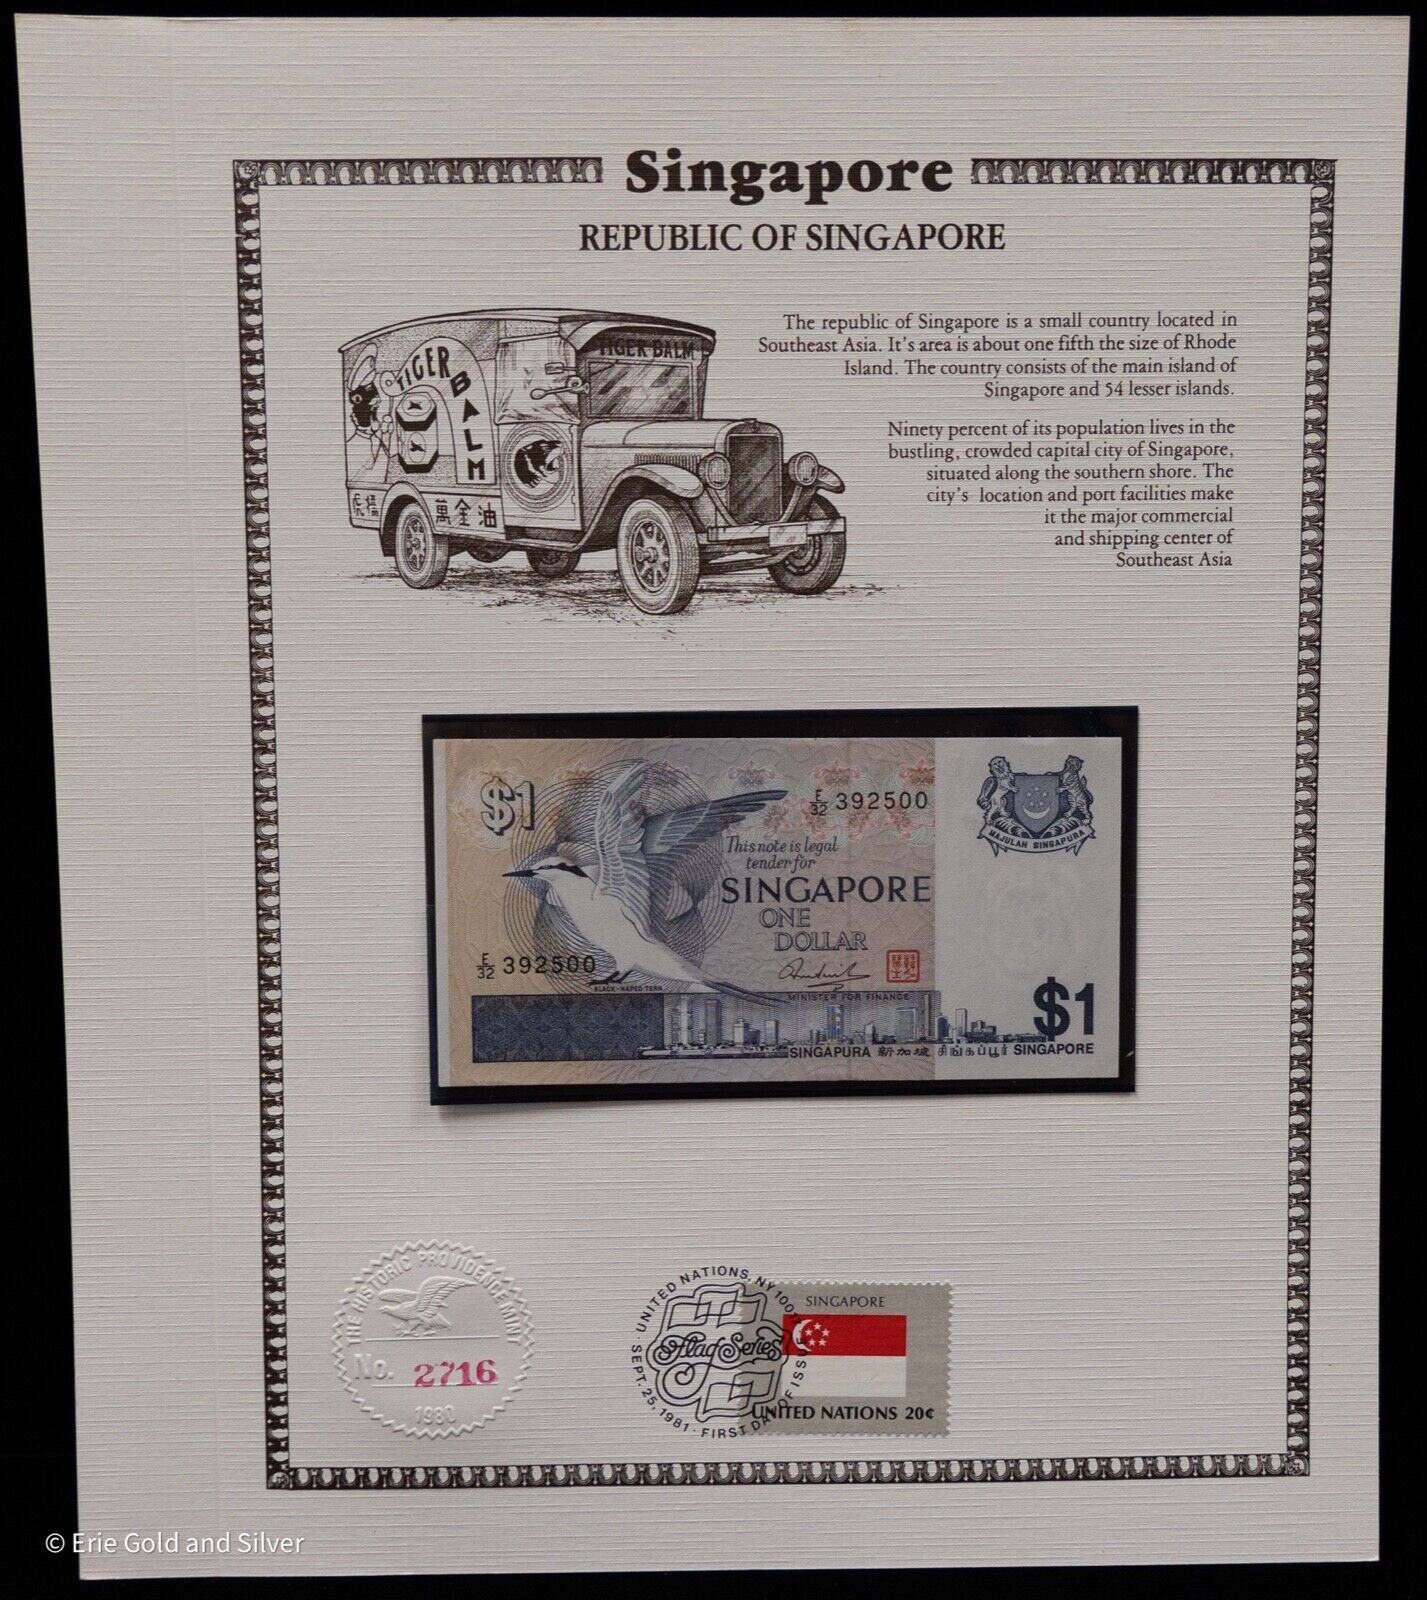 Singapore
REPUBLIC OF SINGAPORE
The republic of Singapore is a small country located in
Southeast Asia. It's area is about one fifth the size of Rhode
Island. The country consists of the main island of
Singapore and 54 lesser islands.
Ninety percent of its population lives in the
bustling, crowded capital city of Singapore,
situated along the southern shore. The
city's location and port facilities make
it the major commercial
and shipping center of
Southeast Asia
TIGER BALM
TIGER BALM
萬金油
$1
E/32 392500
This note is legal
tender for
SINGAPORE
ONE
DOLLAR
E/32 392500
BLACK-NAPED TERN
MINISTER FOR FINANCE
MAJULAH SINGAPURA
$1
SINGAPURA 新加坡 சிங்கப்பூர் SINGAPORE
THE HISTORIC PROVIDENCE MINT
No. 2716
1980
UNITED NATIONS, NY 1001
Flag Series
SEPT. 25, 1981 · FIRST DAY OF ISSUE
SINGAPORE
UNITED NATIONS 20¢
© Erie Gold and Silver